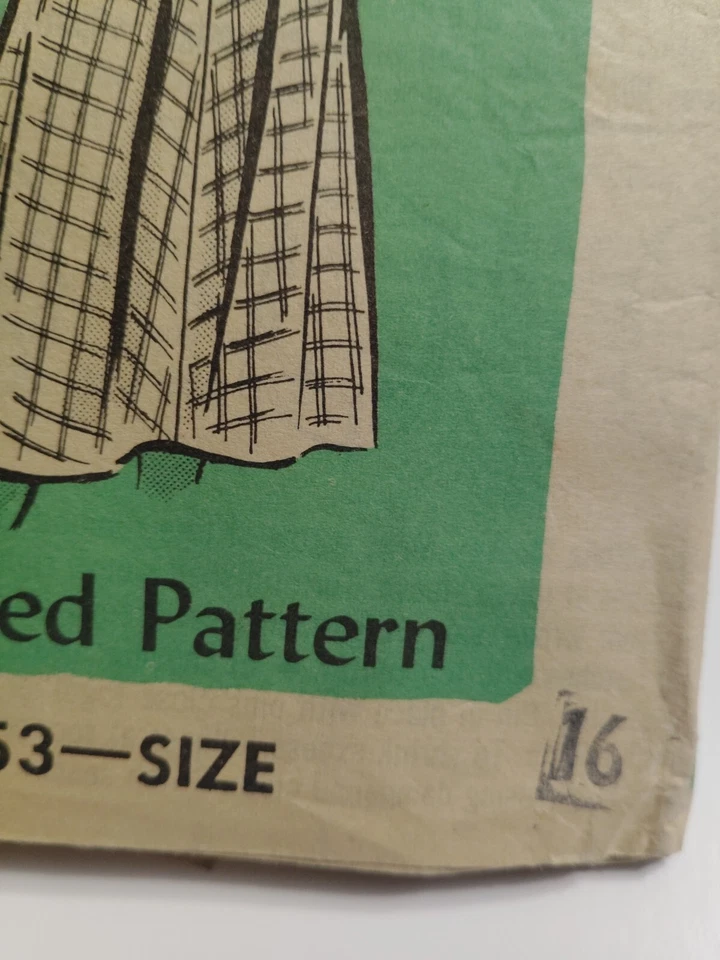 ed Pattern
53—SIZE
16